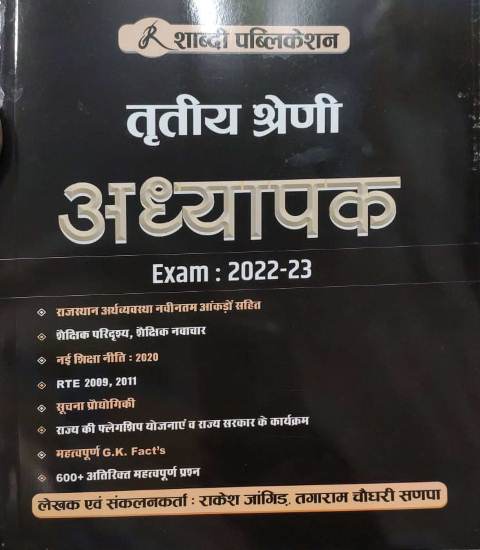 R शाब्दी पब्लिकेशन
तृतीय श्रेणी
अध्यापक
Exam : 2022-23
राजस्थान अर्थव्यवस्था नवीनतम आंकड़ों सहित
शैक्षिक परिदृश्य, शैक्षिक नवाचार
नई शिक्षा नीति : 2020
RTE 2009, 2011
सूचना प्रौद्योगिकी
राज्य की फ्लेगशिप योजनाएं व राज्य सरकार के कार्यक्रम
महत्वपूर्ण G.K. Fact's
600+ अतिरिक्त महत्वपूर्ण प्रश्न
लेखक एवं संकलनकर्ता : राकेश जांगिड़, तगाराम चौधरी सणपा